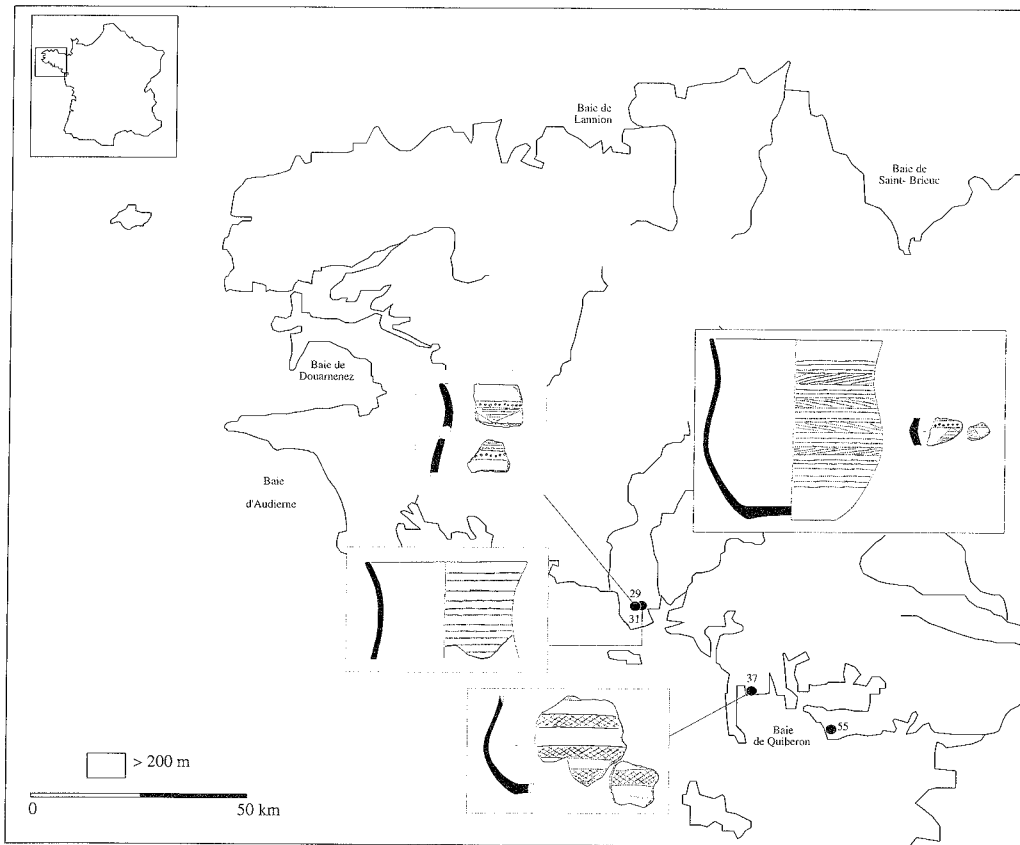 Baie de
Lannion
Baie de
Saint- Brieuc
Baie de
Douarnenez
Baie
d'Audierne
29
31
37
55
Baie
de Quiberon
> 200 m
0
50 km